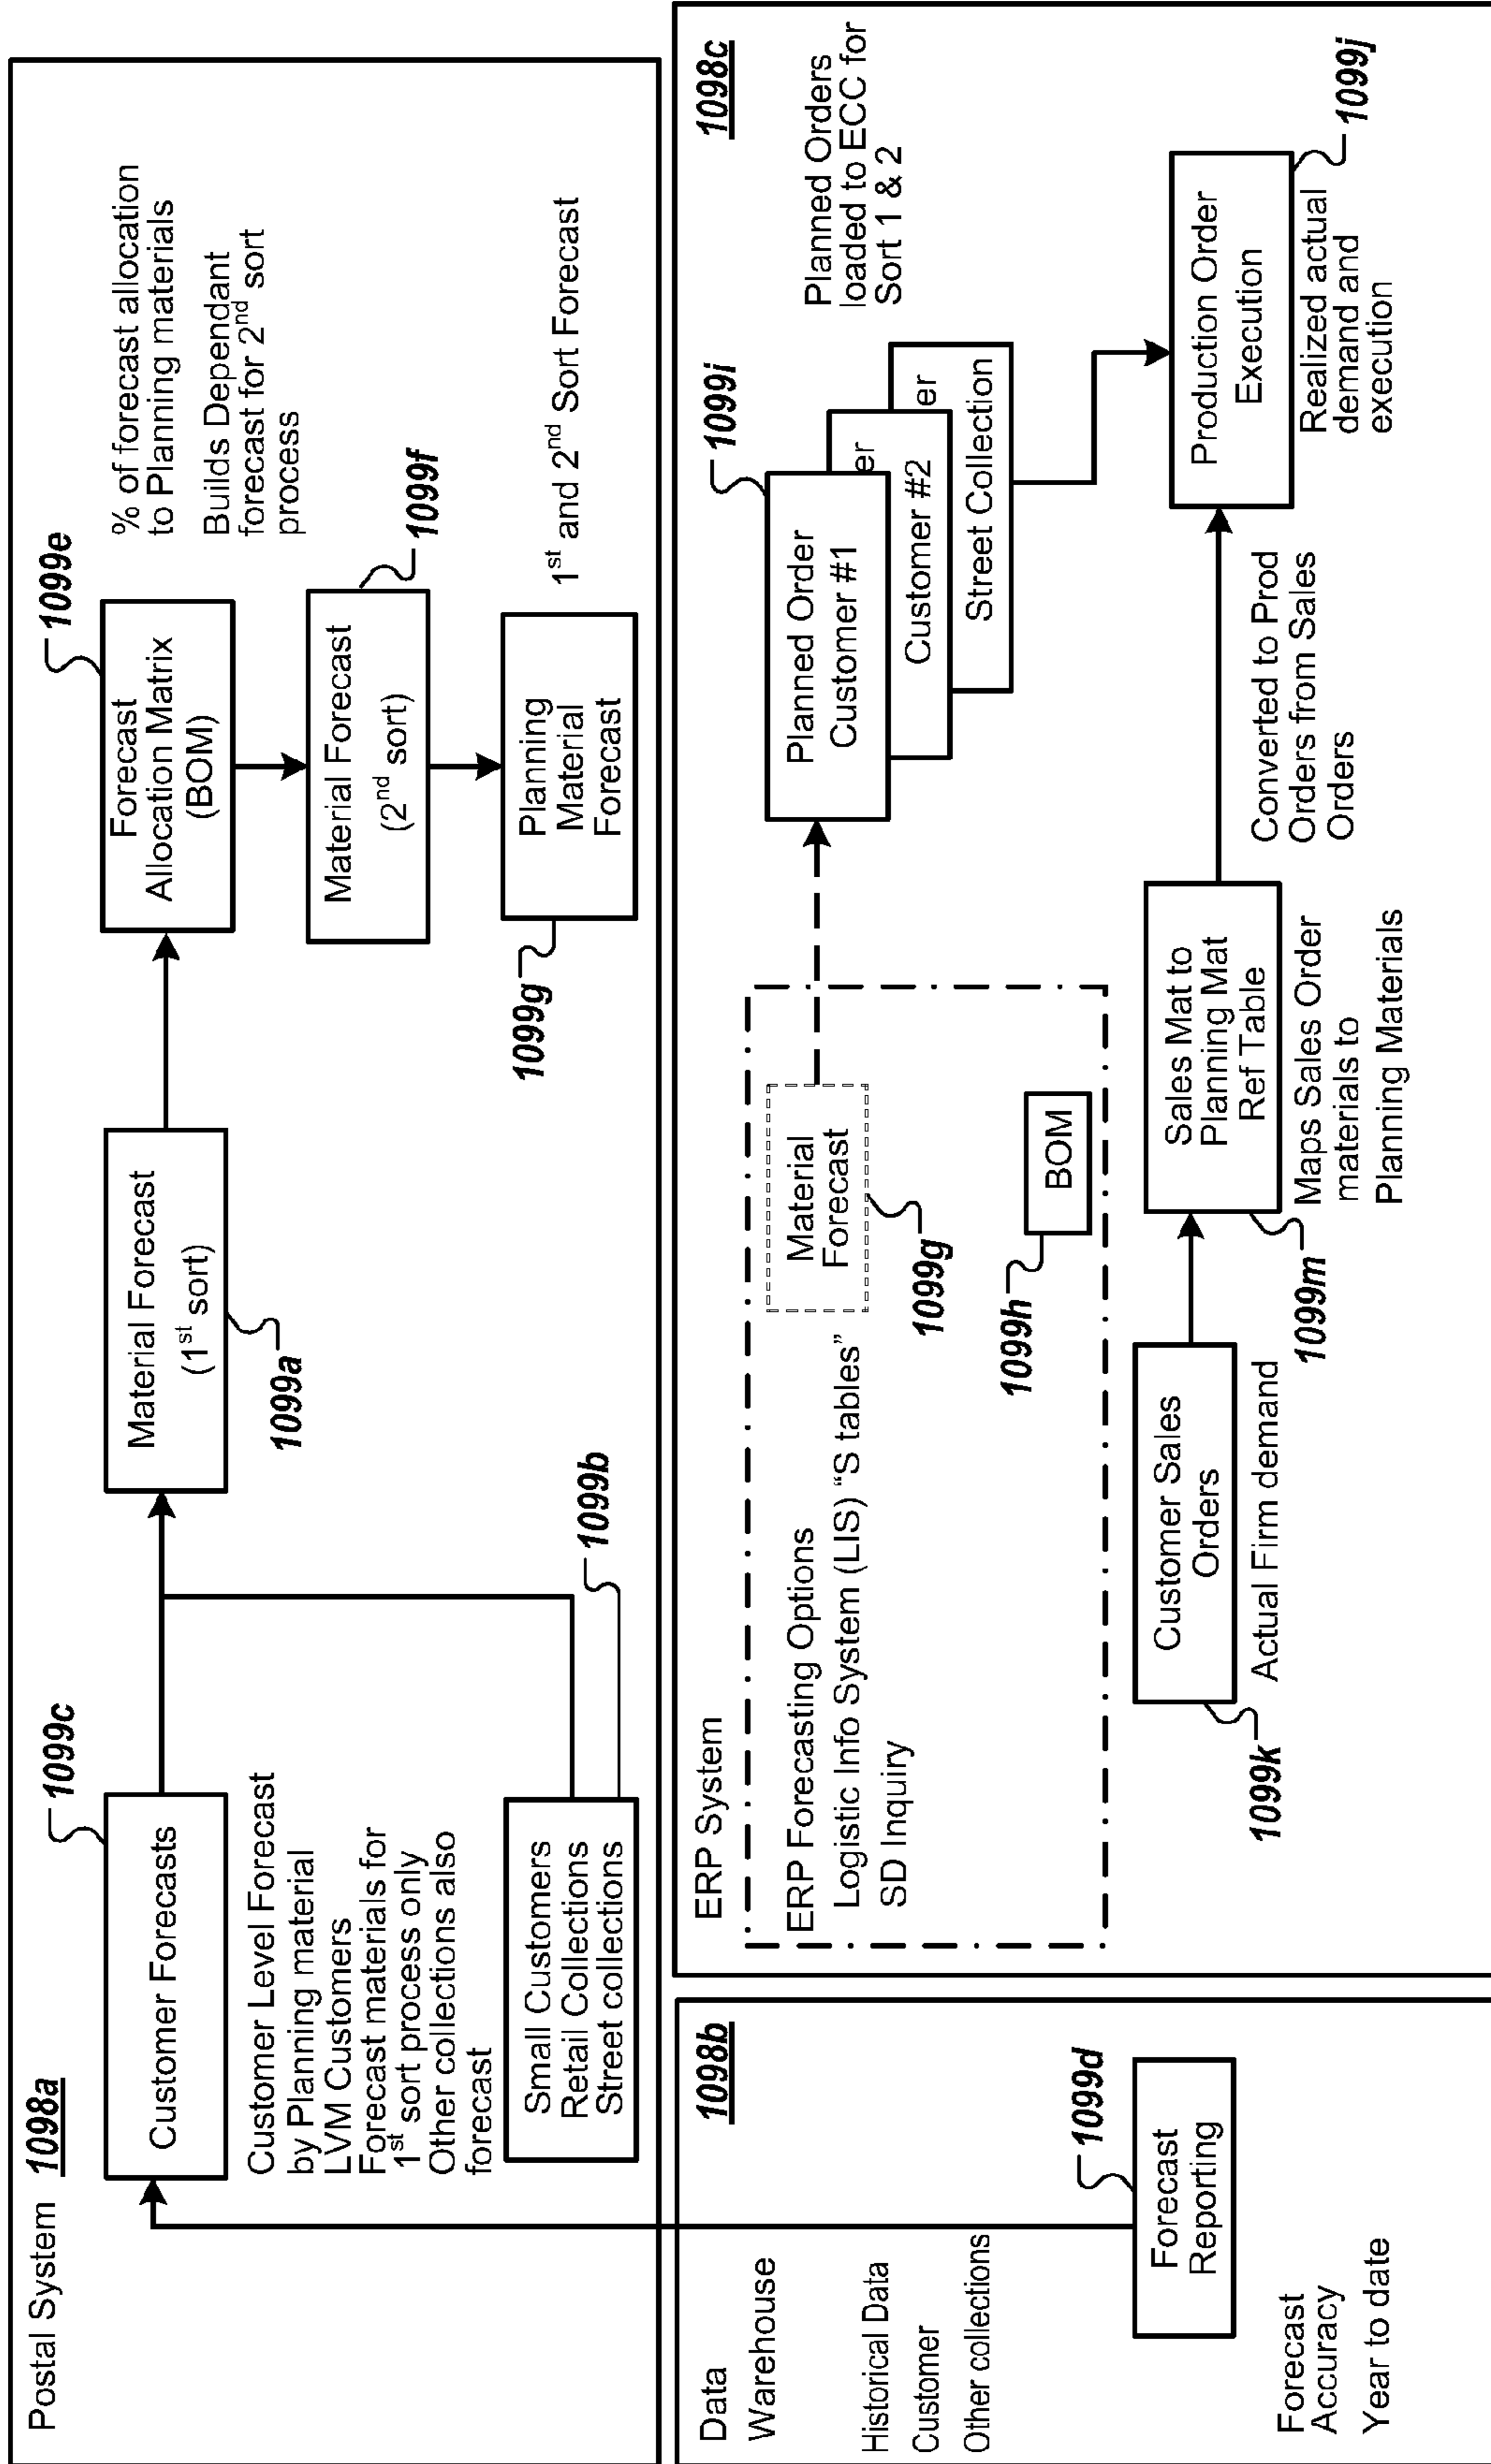 Postal System 1098a
1099c
Customer Forecasts
Customer Level Forecast
by Planning material
LVM Customers
Forecast materials for
1st sort process only
Other collections also
forecast
Small Customers
Retail Collections
Street collections
1099b
Material Forecast
(1st sort)
1099a
1099e
Forecast
Allocation Matrix
(BOM)
% of forecast allocation
to Planning materials
Builds Dependant
forecast for 2nd sort
process
Material Forecast
(2nd sort)
1099f
Planning
Material
Forecast
1099g
1st and 2nd Sort Forecast
Data
Warehouse
1098b
Historical Data
Customer
Other collections
1099d
Forecast
Reporting
Forecast
Accuracy
Year to date
ERP System
1098c
ERP Forecasting Options
Logistic Info System (LIS) “S tables”
SD Inquiry
Material
Forecast
1099g
1099h
BOM
1099i
Planned Order
Customer #1
er
Customer #2
er
Street Collection
Planned Orders
loaded to ECC for
Sort 1 & 2
Customer Sales
Orders
1099k
Actual Firm demand
Sales Mat to
Planning Mat
Ref Table
1099m
Maps Sales Order
materials to
Planning Materials
Converted to Prod
Orders from Sales
Orders
Production Order
Execution
1099j
Realized actual
demand and
execution